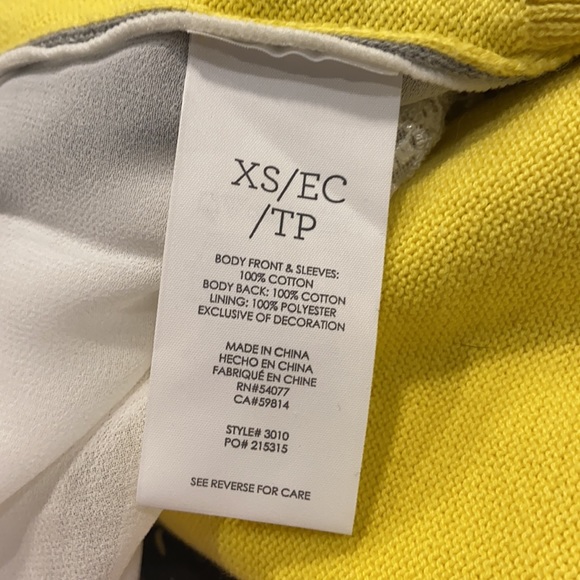 XS/EC
/TP
BODY FRONT & SLEEVES:
100% COTTON
BODY BACK: 100% COTTON
LINING: 100% POLYESTER
EXCLUSIVE OF DECORATION
MADE IN CHINA
HECHO EN CHINA
FABRIQUÉ EN CHINE
RN#54077
CA#59814
STYLE# 3010
PO# 215315
SEE REVERSE FOR CARE